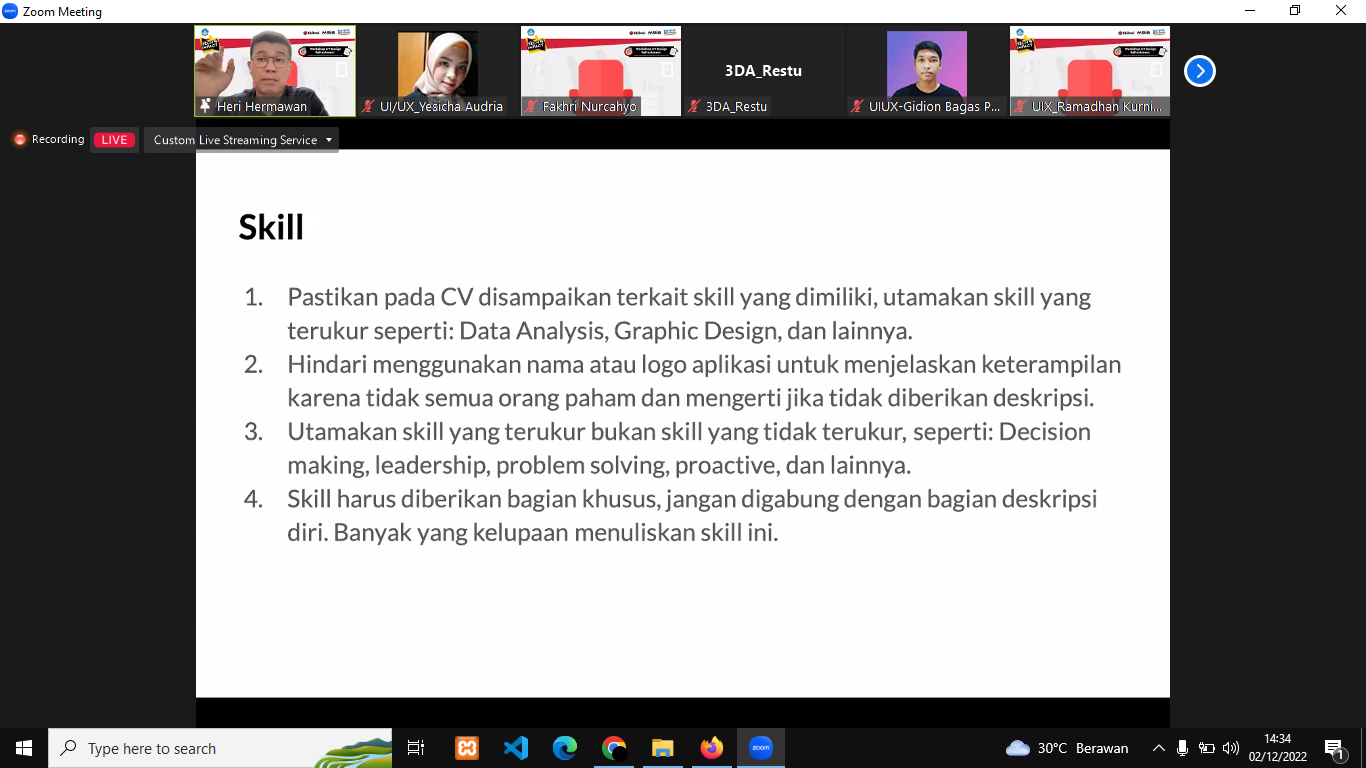 Zoom Meeting
Workshop CV Design
3DA_Restu
Heri Hermawan
UI/UX_Yesicha Audria
Fakhri Nurcahyo
3DA_Restu
UIUX-Gidion Bagas P...
UIX_Ramadhan Kurni...
Recording
LIVE
Custom Live Streaming Service
Skill
1. Pastikan pada CV disampaikan terkait skill yang dimiliki, utamakan skill yang
terukur seperti: Data Analysis, Graphic Design, dan lainnya.
2. Hindari menggunakan nama atau logo aplikasi untuk menjelaskan keterampilan
karena tidak semua orang paham dan mengerti jika tidak diberikan deskripsi.
3. Utamakan skill yang terukur bukan skill yang tidak terukur, seperti: Decision
making, leadership, problem solving, proactive, dan lainnya.
4. Skill harus diberikan bagian khusus, jangan digabung dengan bagian deskripsi
diri. Banyak yang kelupaan menuliskan skill ini.
Type here to search
zoom
30°C Berawan
14:34
02/12/2022
1